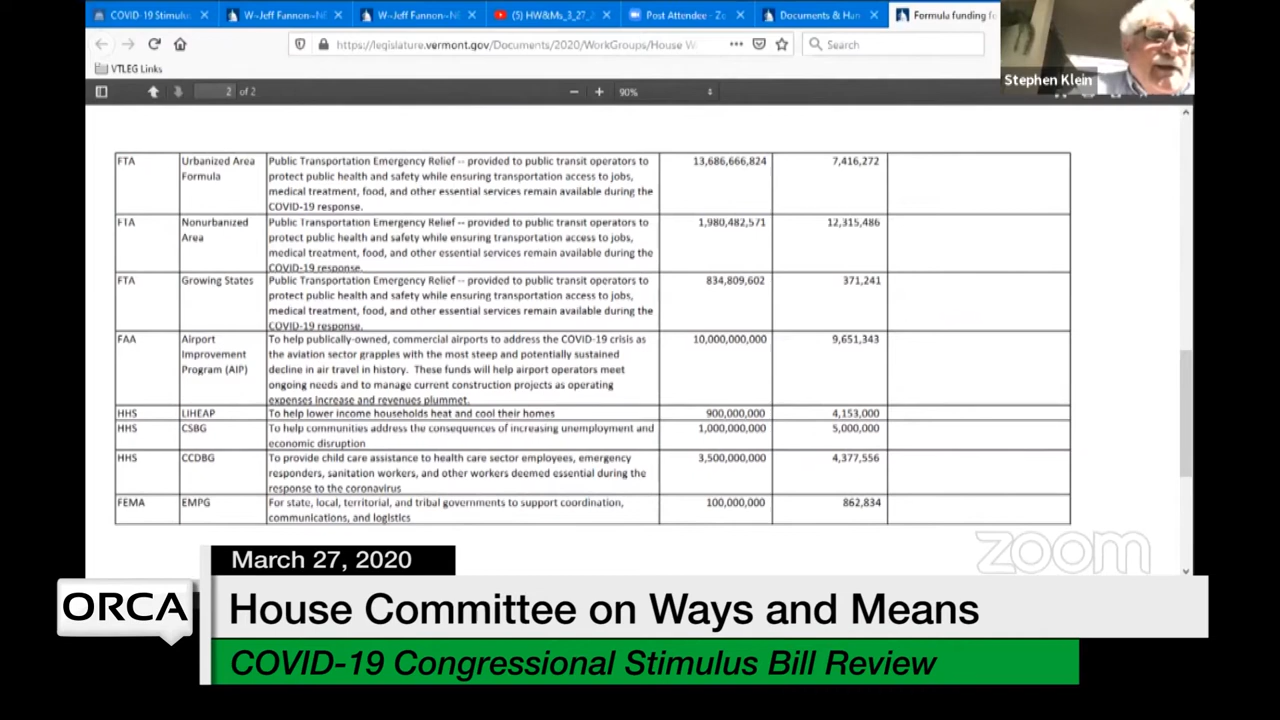 COVID-19 Stimulu
W~Jeff Fannon~NE
W~Jeff Fannon~NE
(5) HW&Ms_3_27_
Post Attendee - Zo
Documents & Han
Formula funding fo
https://legislature.vermont.gov/Documents/2020/WorkGroups/House W
Search
VTLEG Links
Stephen Klein
2 of 2
90%
FTA Urbanized Area Public Transportation Emergency Relief -- provided to public transit operators to 13,686,666,824 7,416,272
Formula protect public health and safety while ensuring transportation access to jobs,
medical treatment, food, and other essential services remain available during the
COVID-19 response.
FTA Nonurbanized Public Transportation Emergency Relief -- provided to public transit operators to 1,980,482,571 12,315,486
Area protect public health and safety while ensuring transportation access to jobs,
medical treatment, food, and other essential services remain available during the
COVID-19 response.
FTA Growing States Public Transportation Emergency Relief -- provided to public transit operators to 834,809,602 371,241
protect public health and safety while ensuring transportation access to jobs,
medical treatment, food, and other essential services remain available during the
COVID-19 response.
FAA Airport To help publically-owned, commercial airports to address the COVID-19 crisis as 10,000,000,000 9,651,343
Improvement the aviation sector grapples with the most steep and potentially sustained
Program (AIP) decline in air travel in history. These funds will help airport operators meet
ongoing needs and to manage current construction projects as operating
expenses increase and revenues plummet.
HHS LIHEAP To help lower income households heat and cool their homes 900,000,000 4,153,000
HHS CSBG To help communities address the consequences of increasing unemployment and 1,000,000,000 5,000,000
economic disruption
HHS CCDBG To provide child care assistance to health care sector employees, emergency 3,500,000,000 4,377,556
responders, sanitation workers, and other workers deemed essential during the
response to the coronavirus
FEMA EMPG For state, local, territorial, and tribal governments to support coordination, 100,000,000 862,834
communications, and logistics
zoom
March 27, 2020
ORCA
House Committee on Ways and Means
COVID-19 Congressional Stimulus Bill Review